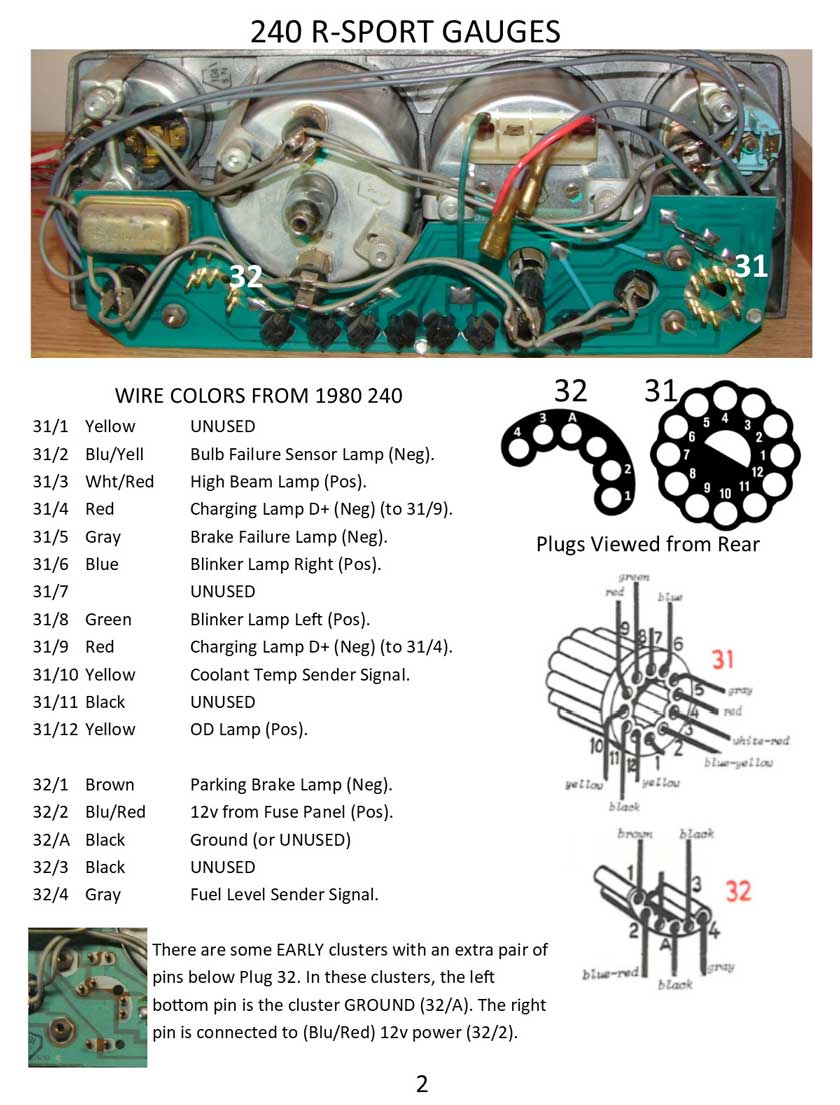 240 R-SPORT GAUGES
32
31
WIRE COLORS FROM 1980 240
31/1 Yellow UNUSED
31/2 Blu/Yell Bulb Failure Sensor Lamp (Neg).
31/3 Wht/Red High Beam Lamp (Pos).
31/4 Red Charging Lamp D+ (Neg) (to 31/9).
31/5 Gray Brake Failure Lamp (Neg).
31/6 Blue Blinker Lamp Right (Pos).
31/7 UNUSED
31/8 Green Blinker Lamp Left (Pos).
31/9 Red Charging Lamp D+ (Neg) (to 31/4).
31/10 Yellow Coolant Temp Sender Signal.
31/11 Black UNUSED
31/12 Yellow OD Lamp (Pos).
32/1 Brown Parking Brake Lamp (Neg).
32/2 Blu/Red 12v from Fuse Panel (Pos).
32/A Black Ground (or UNUSED)
32/3 Black UNUSED
32/4 Gray Fuel Level Sender Signal.
32
4 3 A 2 1
31
1 2 3 4 5 6 7 8 9 10 11 12
Plugs Viewed from Rear
green
red
blue
9 8 7 6
31
5 gray
4 red
3 white-red
2 blue-yellow
10 11 12 1
yellow
yellow
black
brown
black
1
3
32
2 A 4
blue-red
gray
black
There are some EARLY clusters with an extra pair of
pins below Plug 32. In these clusters, the left
bottom pin is the cluster GROUND (32/A). The right
pin is connected to (Blu/Red) 12v power (32/2).
2